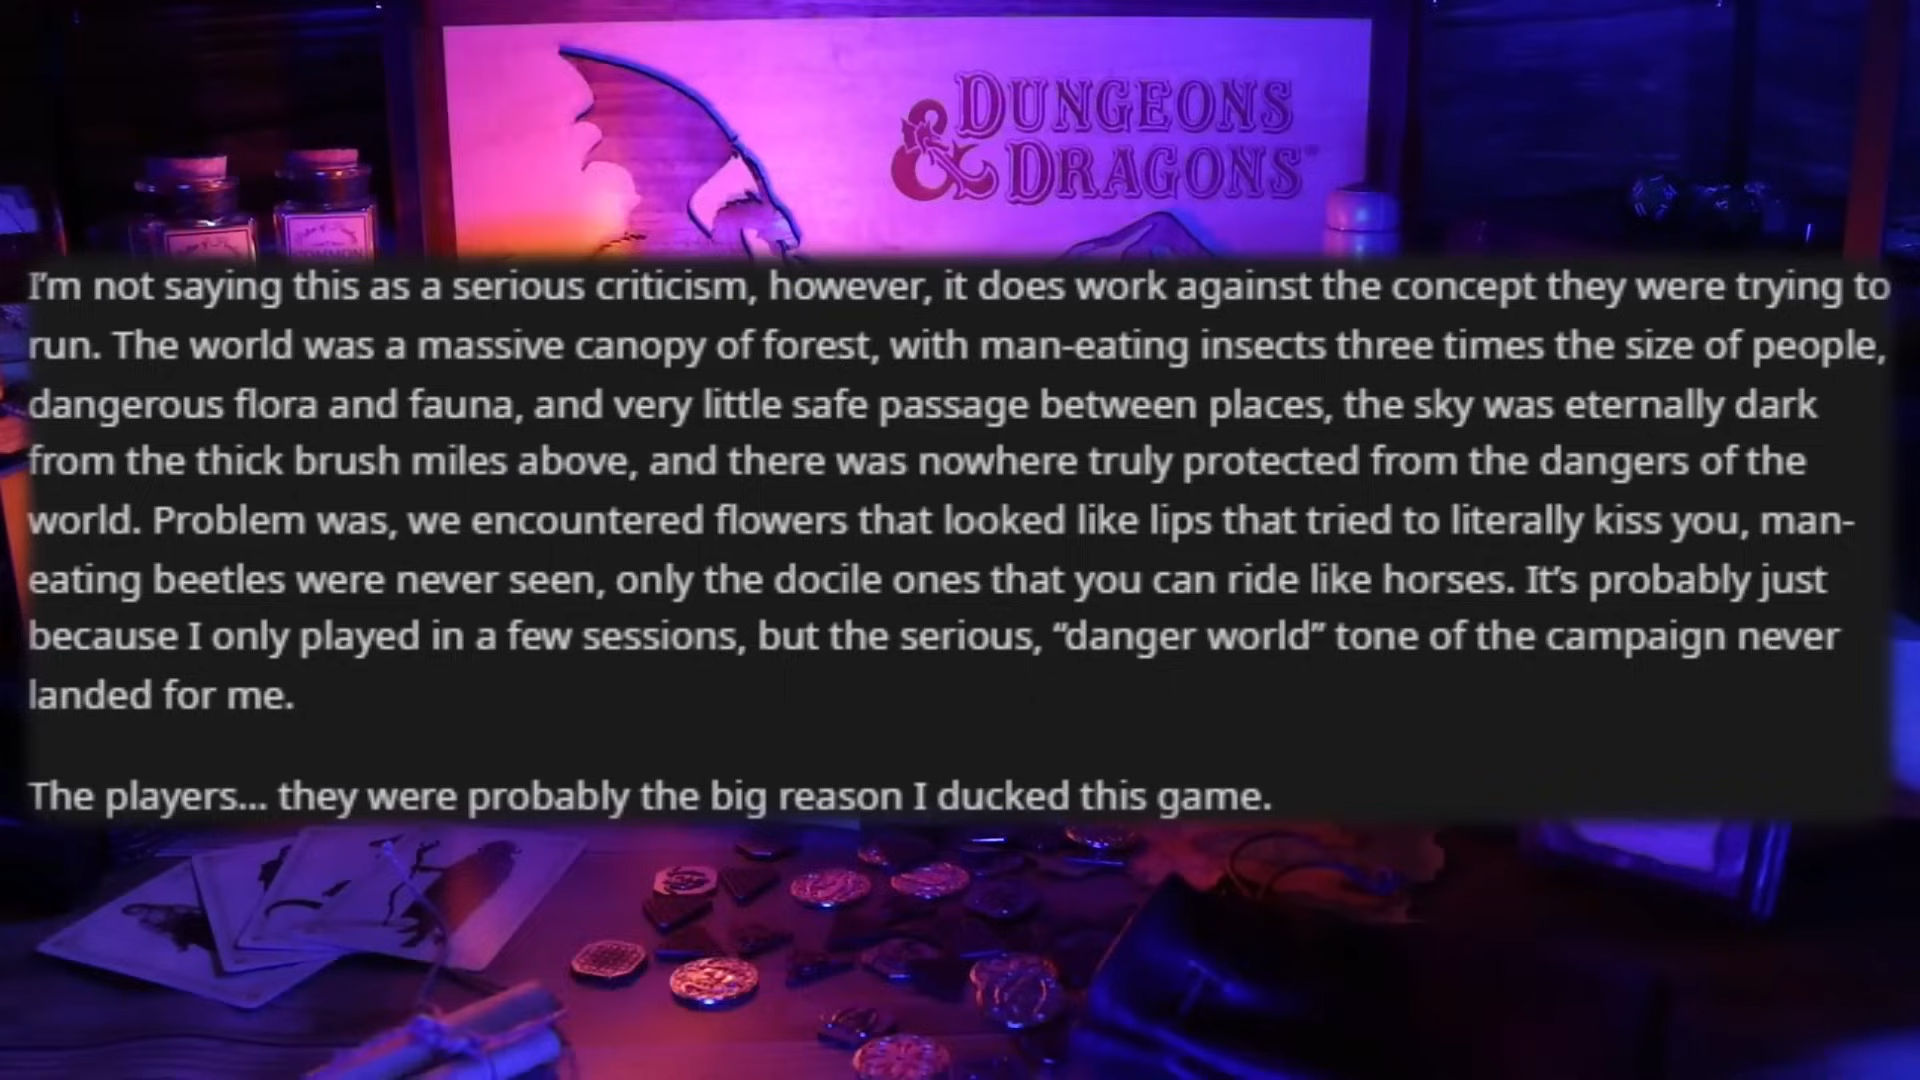 DUNGEONS
& DRAGONS™
COMMON
I'm not saying this as a serious criticism, however, it does work against the concept they were trying to
run. The world was a massive canopy of forest, with man-eating insects three times the size of people,
dangerous flora and fauna, and very little safe passage between places, the sky was eternally dark
from the thick brush miles above, and there was nowhere truly protected from the dangers of the
world. Problem was, we encountered flowers that looked like lips that tried to literally kiss you, man-
eating beetles were never seen, only the docile ones that you can ride like horses. It's probably just
because I only played in a few sessions, but the serious, “danger world” tone of the campaign never
landed for me.
The players... they were probably the big reason I ducked this game.